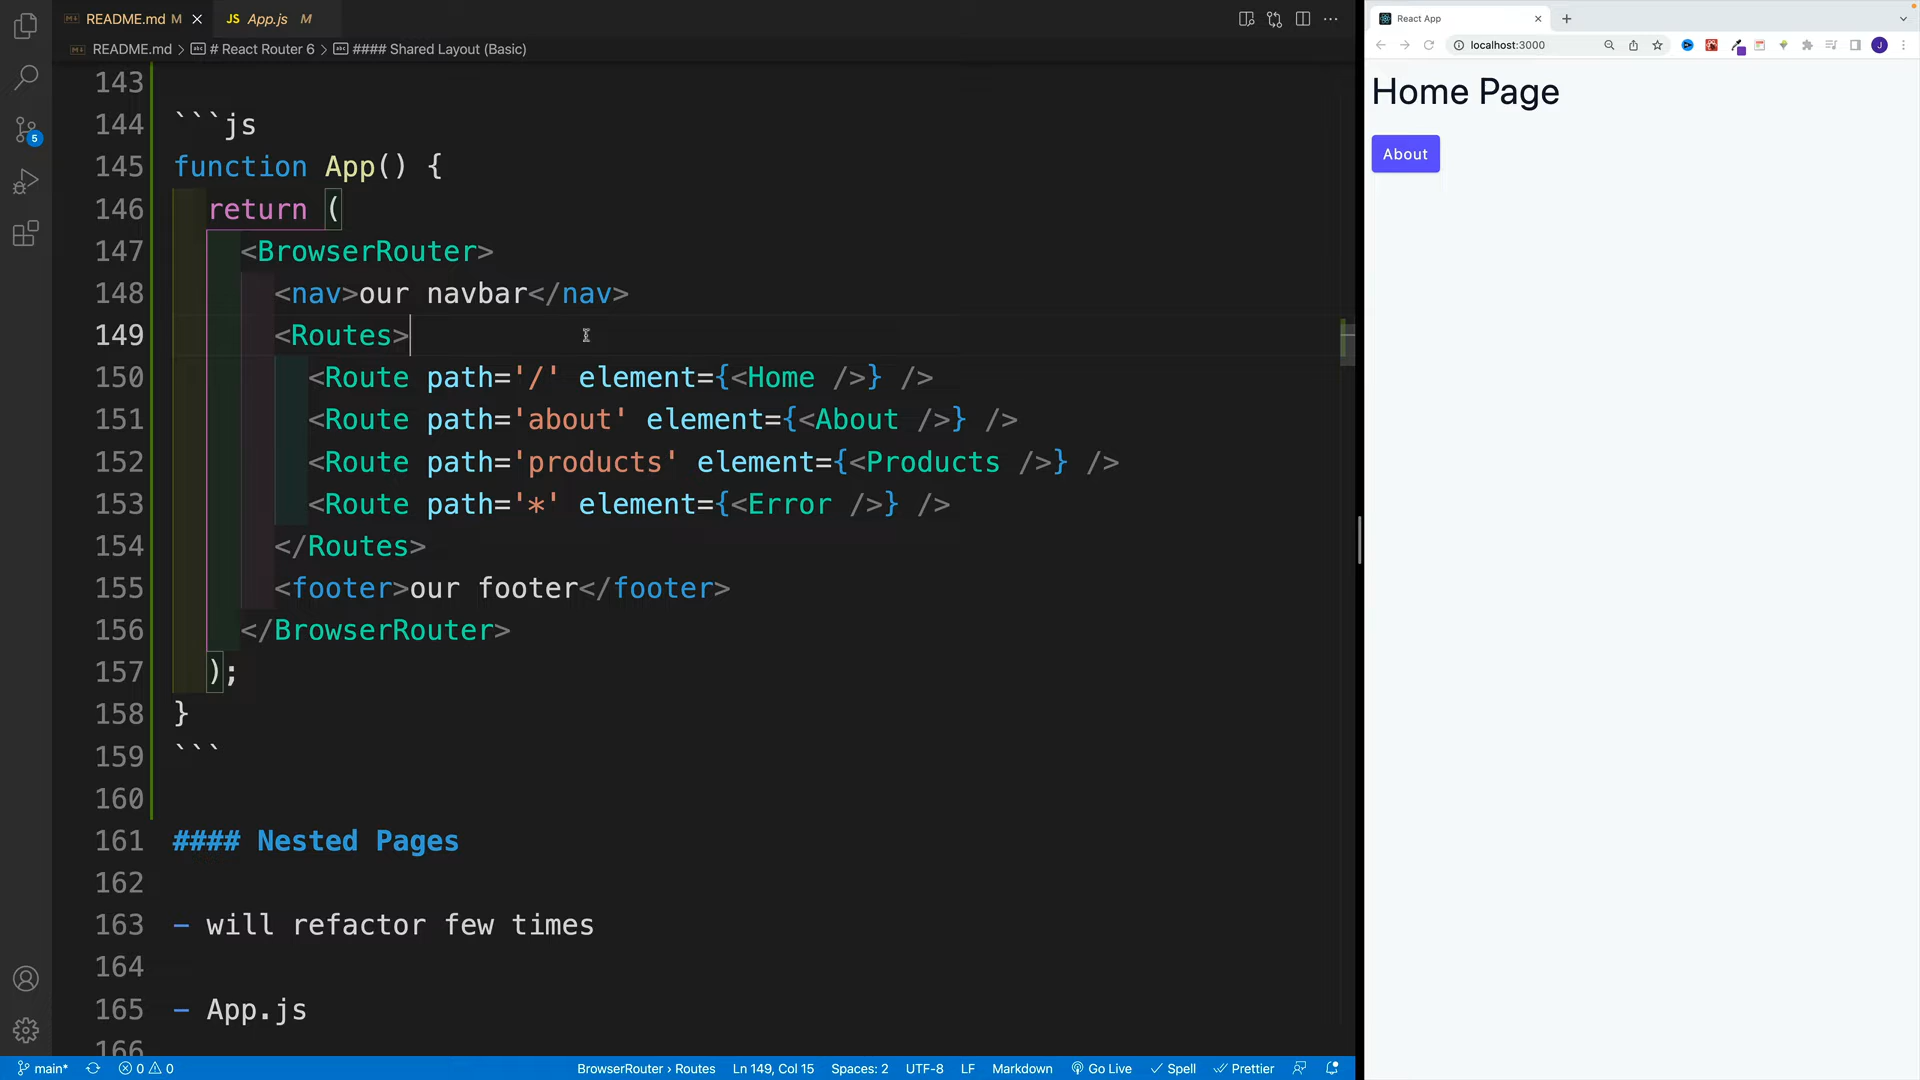 README.md M
JS App.js M
README.md > # React Router 6 > #### Shared Layout (Basic)
143
144 ```js
145 function App() {
146 return (
147 <BrowserRouter>
148 <nav>our navbar</nav>
149 <Routes>
150 <Route path='/' element={<Home />} />
151 <Route path='about' element={<About />} />
152 <Route path='products' element={<Products />} />
153 <Route path='*' element={<Error />} />
154 </Routes>
155 <footer>our footer</footer>
156 </BrowserRouter>
157 );
158 }
159 ```
160
161 #### Nested Pages
162
163 - will refactor few times
164
165 - App.js
166
5
main* 0 0 BrowserRouter › Routes Ln 149, Col 15 Spaces: 2 UTF-8 LF Markdown Go Live Spell Prettier
React App
localhost:3000 J
Home Page
About